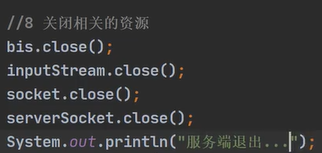 //8 关闭相关的资源
bis.close();
inputStream.close();
socket.close();
serverSocket.close();
System.out.println("服务端退出...");